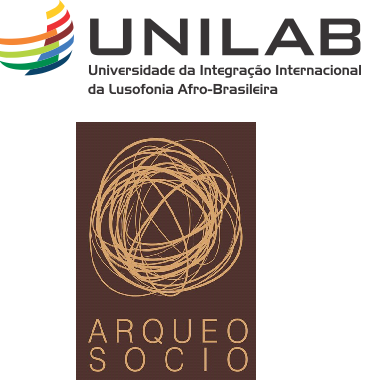 UNILAB
Universidade da Integração Internacional
da Lusofonia Afro-Brasileira
ARQUEO
SOCIO